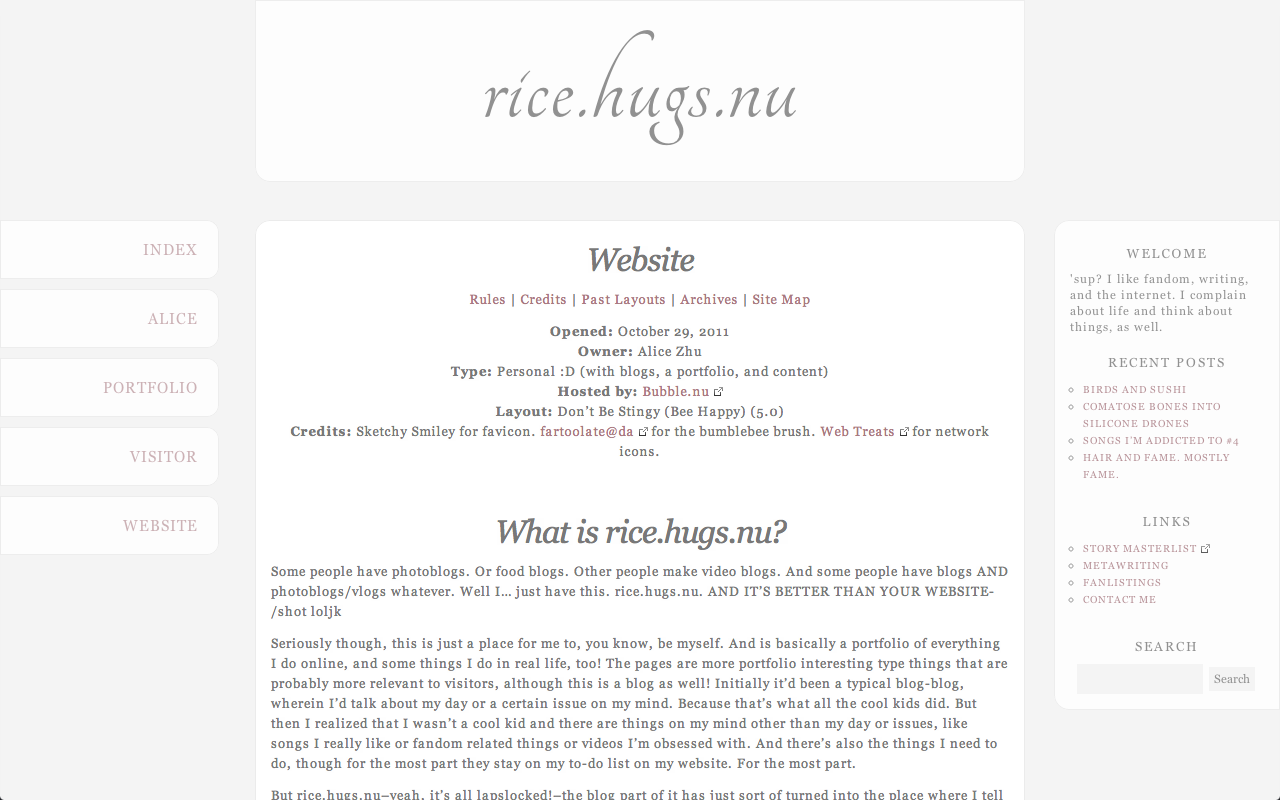 rice.hugs.nu
INDEX
ALICE
PORTFOLIO
VISITOR
WEBSITE
Website
Rules | Credits | Past Layouts | Archives | Site Map
Opened: October 29, 2011
Owner: Alice Zhu
Type: Personal :D (with blogs, a portfolio, and content)
Hosted by: Bubble.nu
Layout: Don’t Be Stingy (Bee Happy) (5.0)
Credits: Sketchy Smiley for favicon. fartoolate@da for the bumblebee brush. Web Treats for network
icons.
What is rice.hugs.nu?
Some people have photoblogs. Or food blogs. Other people make video blogs. And some people have blogs AND
photoblogs/vlogs whatever. Well I… just have this. rice.hugs.nu. AND IT’S BETTER THAN YOUR WEBSITE-
/shot loljk
Seriously though, this is just a place for me to, you know, be myself. And is basically a portfolio of everything
I do online, and some things I do in real life, too! The pages are more portfolio interesting type things that are
probably more relevant to visitors, although this is a blog as well! Initially it’d been a typical blog-blog,
wherein I’d talk about my day or a certain issue on my mind. Because that’s what all the cool kids did. But
then I realized that I wasn’t a cool kid and there are things on my mind other than my day or issues, like
songs I really like or fandom related things or videos I’m obsessed with. And there’s also the things I need to
do, though for the most part they stay on my to-do list on my website. For the most part.
But rice.hugs.nu–yeah, it’s all lapslocked!–the blog part of it has just sort of turned into the place where I tell
WELCOME
'sup? I like fandom, writing,
and the internet. I complain
about life and think about
things, as well.
RECENT POSTS
BIRDS AND SUSHI
COMATOSE BONES INTO
SILICONE DRONES
SONGS I’M ADDICTED TO #4
HAIR AND FAME. MOSTLY
FAME.
LINKS
STORY MASTERLIST
METAWRITING
FANLISTINGS
CONTACT ME
SEARCH
Search